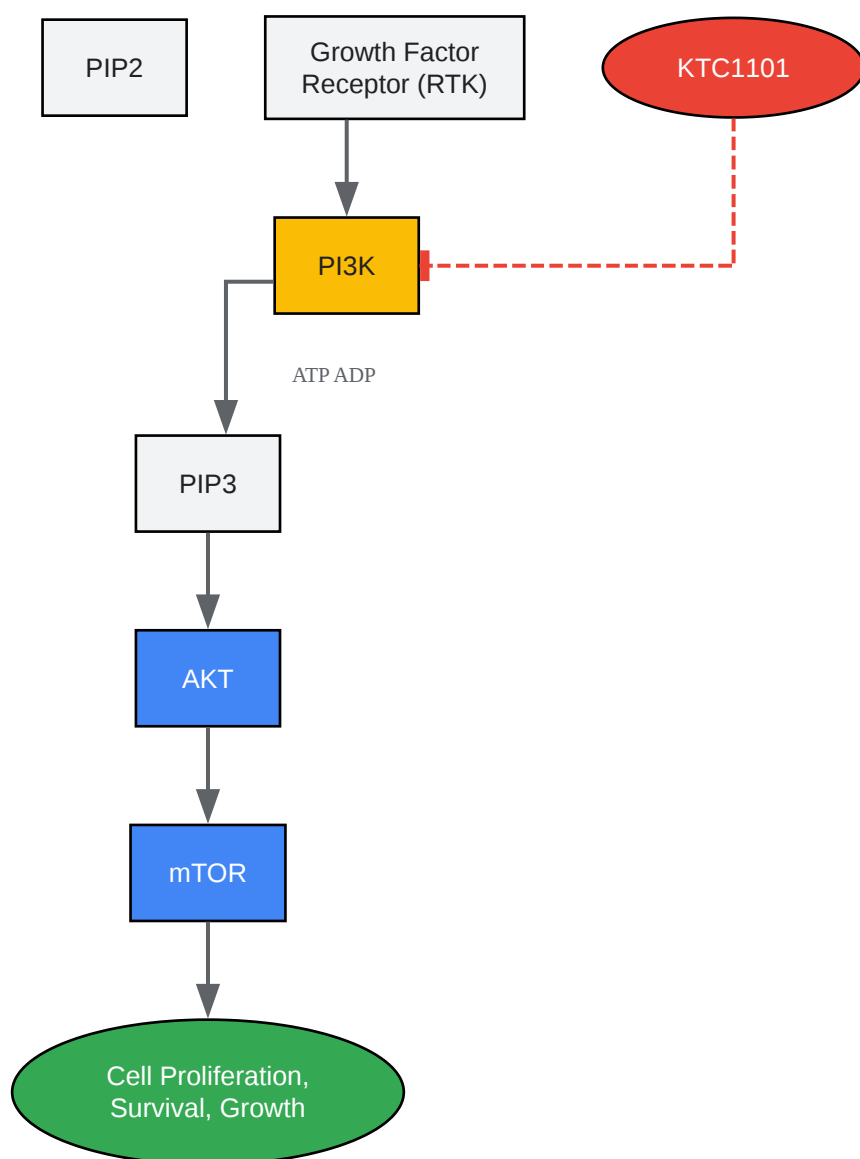 PIP2
Growth Factor
Receptor (RTK)
KTC1101
PI3K
ATP ADP
PIP3
AKT
mTOR
Cell Proliferation,
Survival, Growth